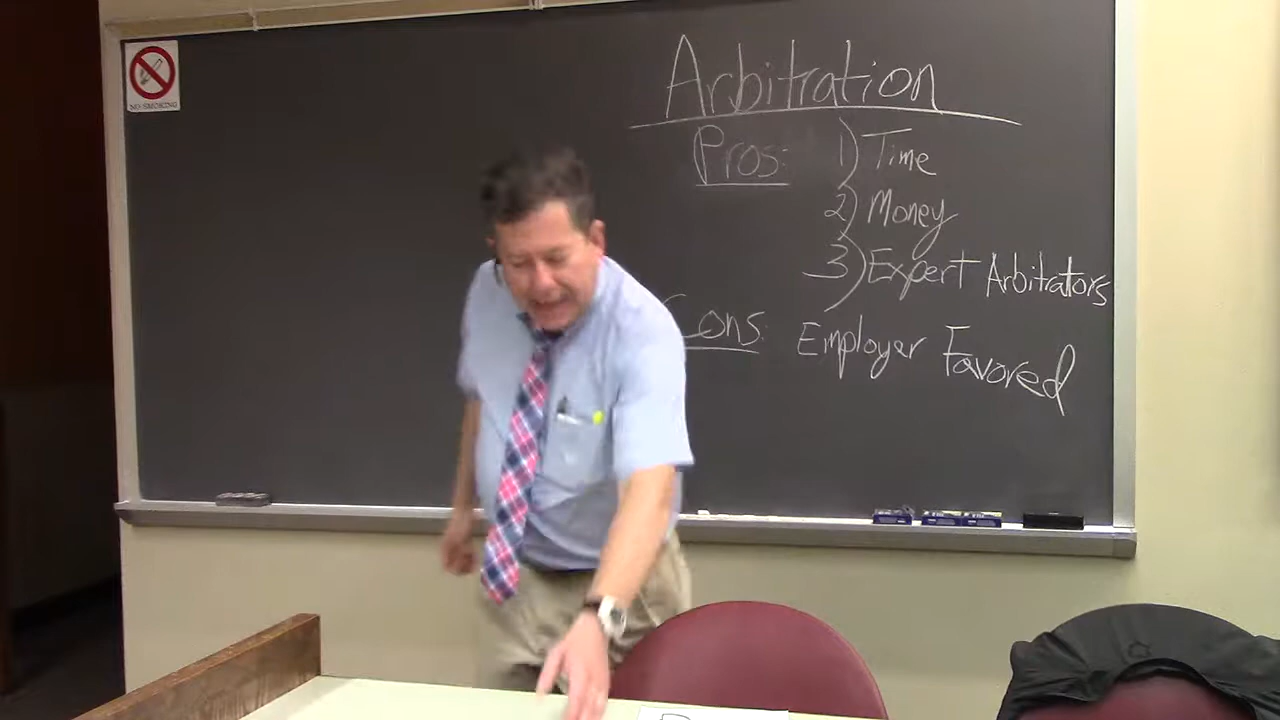 NO SMOKING
Arbitration
Pros: 1) Time
2) Money
3) Expert Arbitrators
Cons: Employer Favored